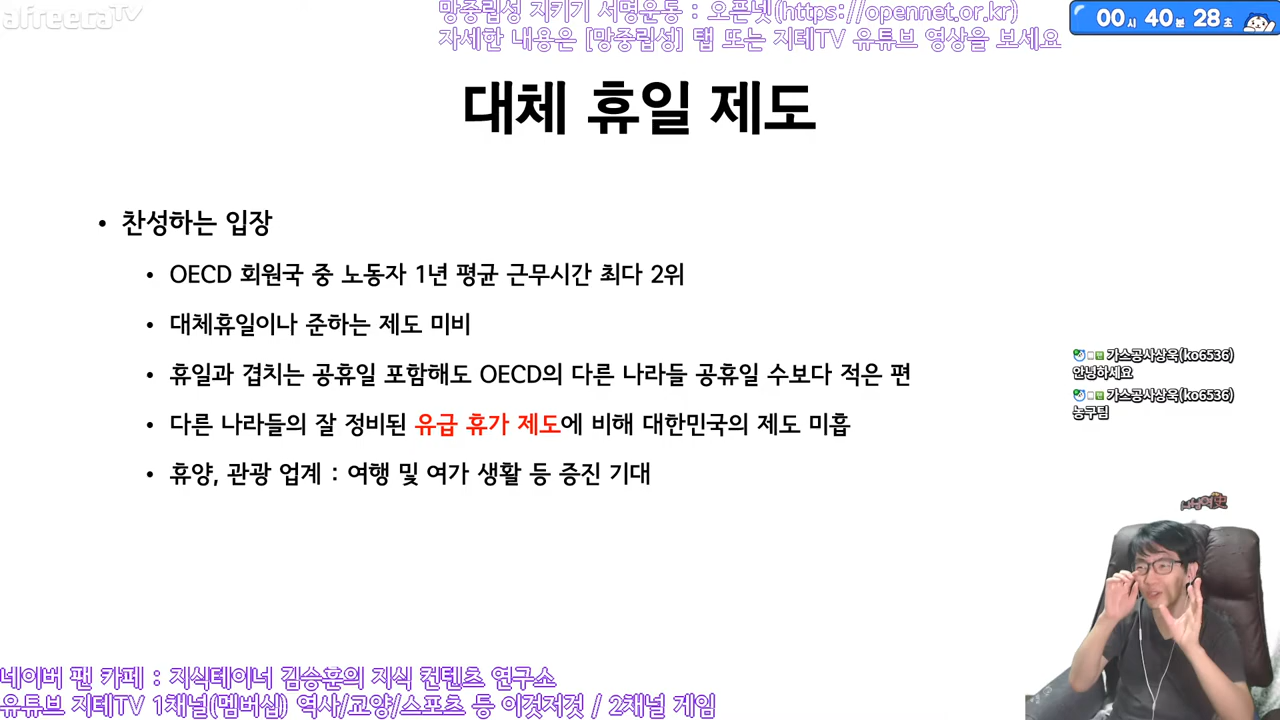 afreecaTV
망중립성 지키기 서명운동 : 오픈넷(https://opennet.or.kr)
자세한 내용은 [망중립성] 탭 또는 지테TV 유튜브 영상을 보세요
00시 40분 28초
대체 휴일 제도
• 찬성하는 입장
• OECD 회원국 중 노동자 1년 평균 근무시간 최다 2위
• 대체휴일이나 준하는 제도 미비
• 휴일과 겹치는 공휴일 포함해도 OECD의 다른 나라들 공휴일 수보다 적은 편
• 다른 나라들의 잘 정비된 유급 휴가 제도에 비해 대한민국의 제도 미흡
• 휴양, 관광 업계 : 여행 및 여가 생활 등 증진 기대
가스공사상욱(ko6536)
안녕하세요
가스공사상욱(ko6536)
농구팀
네이버 팬 카페 : 지식테이너 김승훈의 지식 컨텐츠 연구소
유튜브 지테TV 1채널(멤버십) 역사/교양/스포츠 등 이것저것 / 2채널 게임